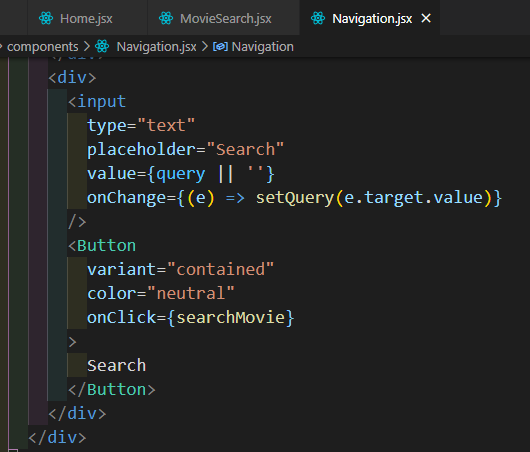 Home.jsx MovieSearch.jsx Navigation.jsx
components > Navigation.jsx > Navigation
</div>
<div>
<input
type="text"
placeholder="Search"
value={query || ''}
onChange={(e) => setQuery(e.target.value)}
/>
<Button
variant="contained"
color="neutral"
onClick={searchMovie}
>
Search
</Button>
</div>
</div>